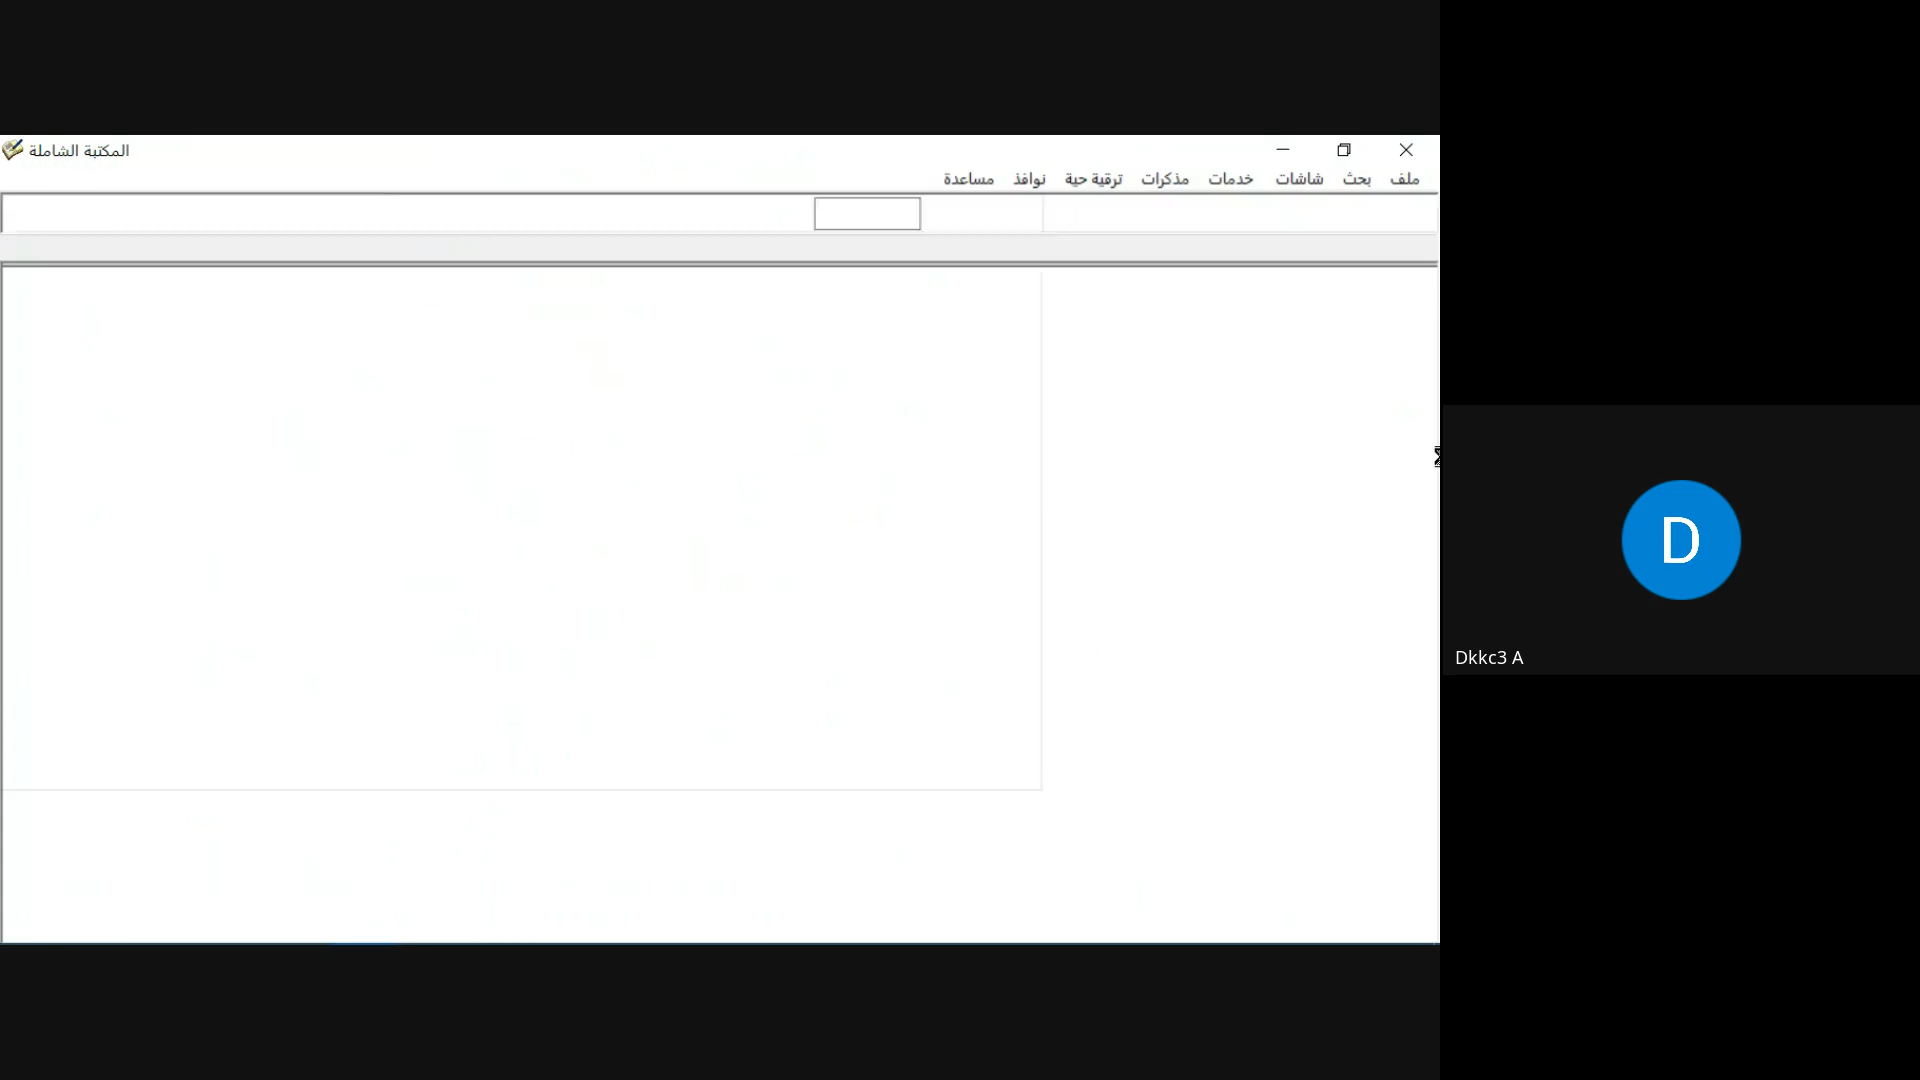 المكتبة الشاملة
ملف بحث شاشات خدمات مذكرات ترقية حية نوافذ مساعدة
D
Dkkc3 A